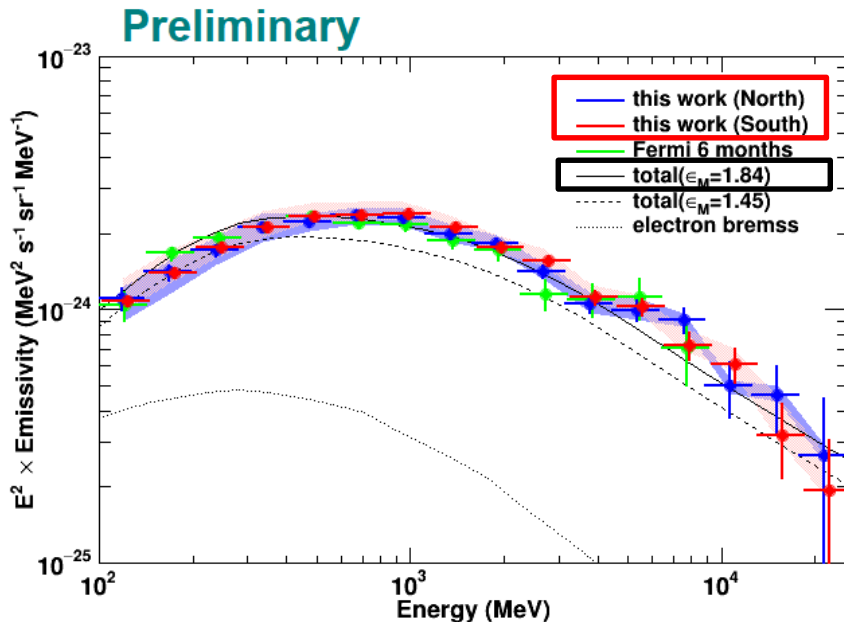 Preliminary
10⁻²³
this work (North)
this work (South)
Fermi 6 months
total(ϵ_M=1.84)
total(ϵ_M=1.45)
electron bremss
E² × Emissivity (MeV² s⁻¹ sr⁻¹ MeV⁻¹)
10⁻²⁴
10⁻²⁵
10²
10³
10⁴
Energy (MeV)